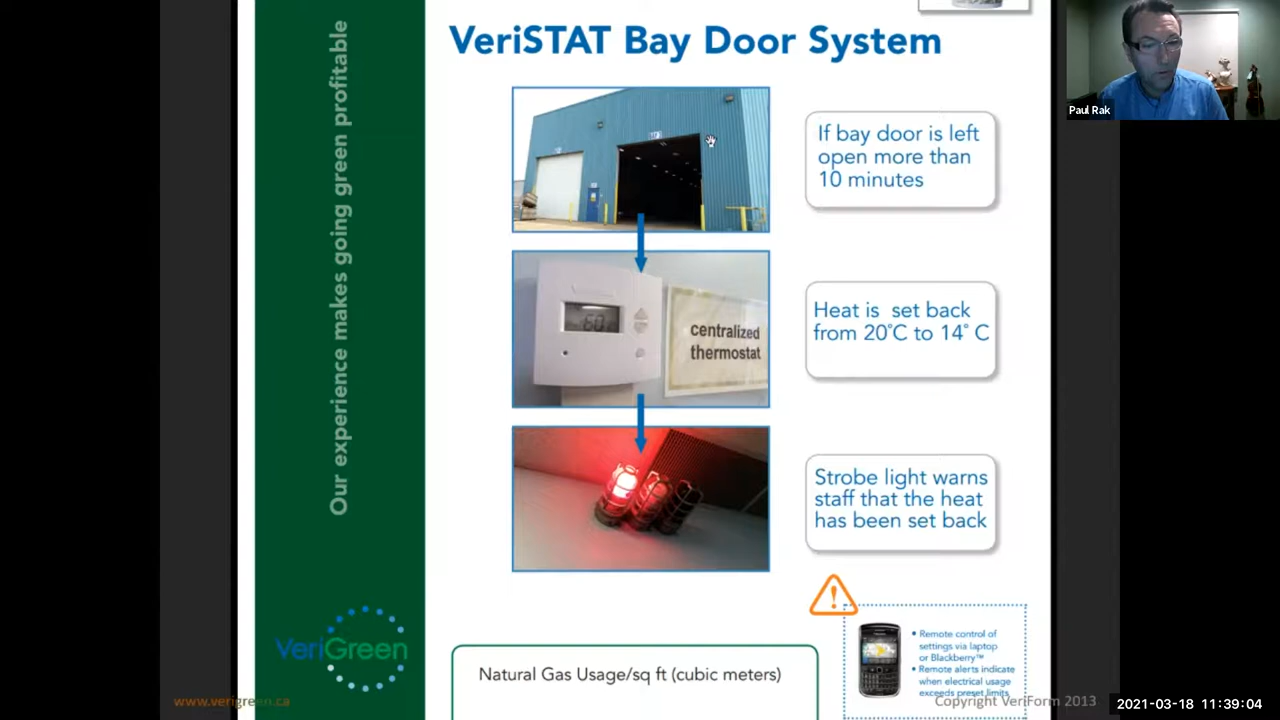 VeriSTAT Bay Door System
Our experience makes going green profitable
Paul Rak
If bay door is left
open more than
10 minutes
60
centralized
thermostat
Heat is set back
from 20°C to 14° C
Strobe light warns
staff that the heat
has been set back
• Remote control of
settings via laptop
or Blackberry™
• Remote alerts indicate
when electrical usage
exceeds preset limits
VeriGreen
Natural Gas Usage/sq ft (cubic meters)
www.verigreen.ca
Copyright VeriForm 2013
2021-03-18 11:39:04